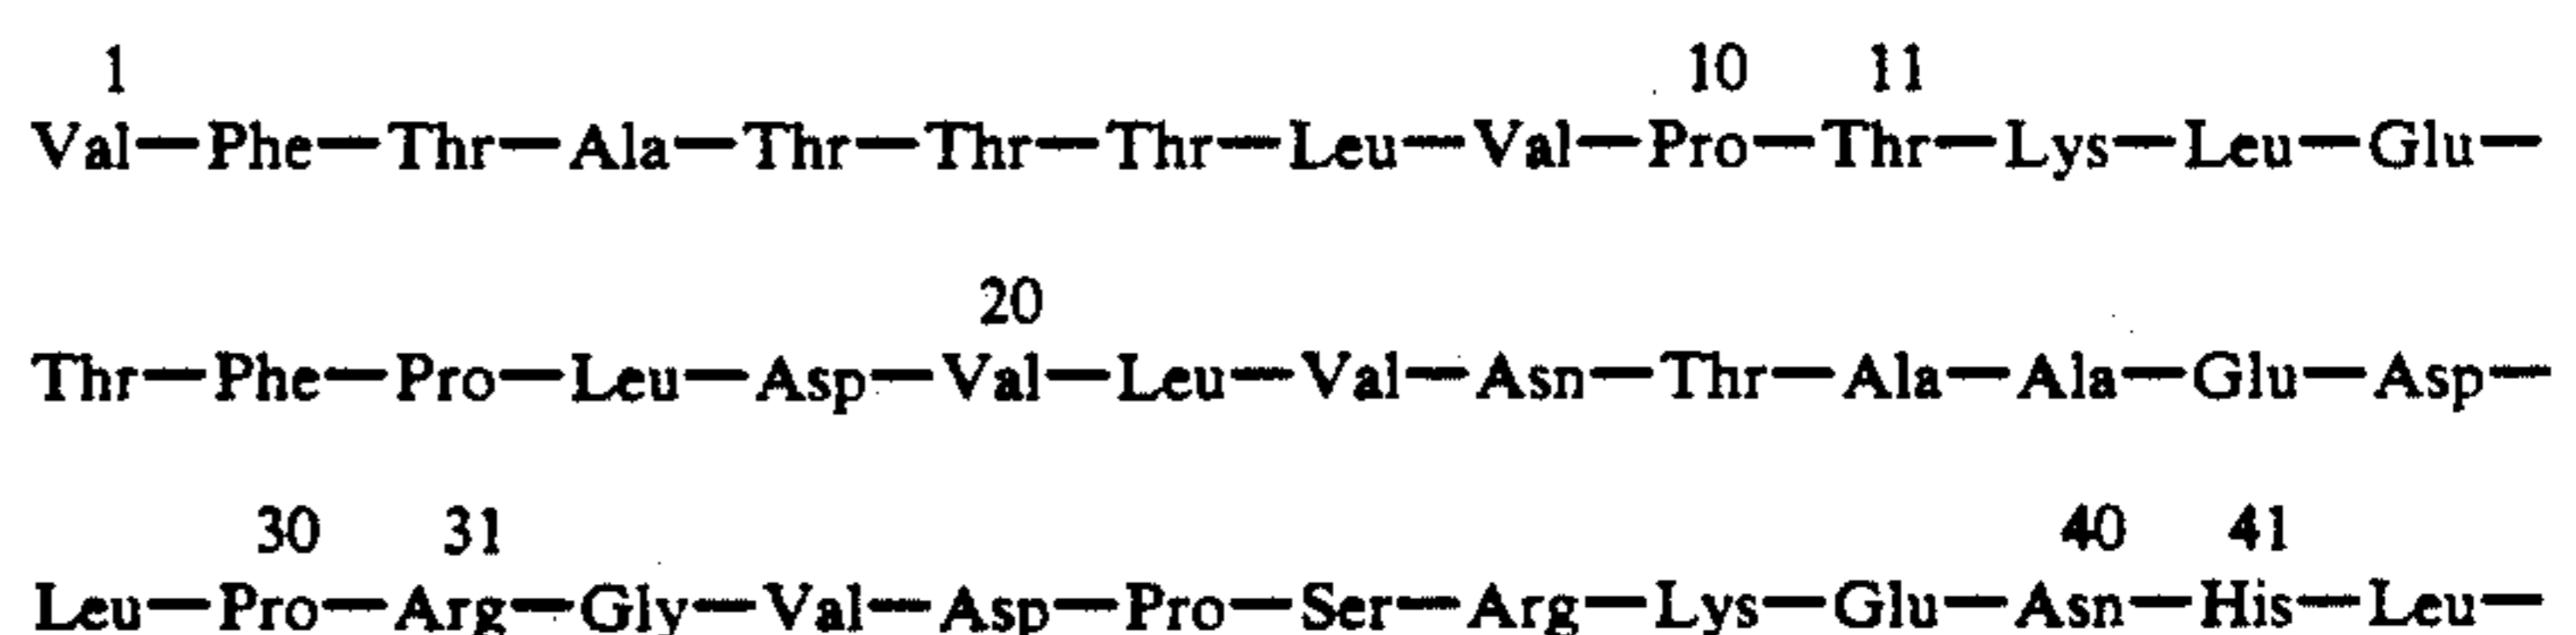 1 10 11
Val—Phe—Thr—Ala—Thr—Thr—Thr—Leu—Val—Pro—Thr—Lys—Leu—Glu—
20
Thr—Phe—Pro—Leu—Asp—Val—Leu—Val—Asn—Thr—Ala—Ala—Glu—Asp—
30 31 40 41
Leu—Pro—Arg—Gly—Val—Asp—Pro—Ser—Arg—Lys—Glu—Asn—His—Leu—